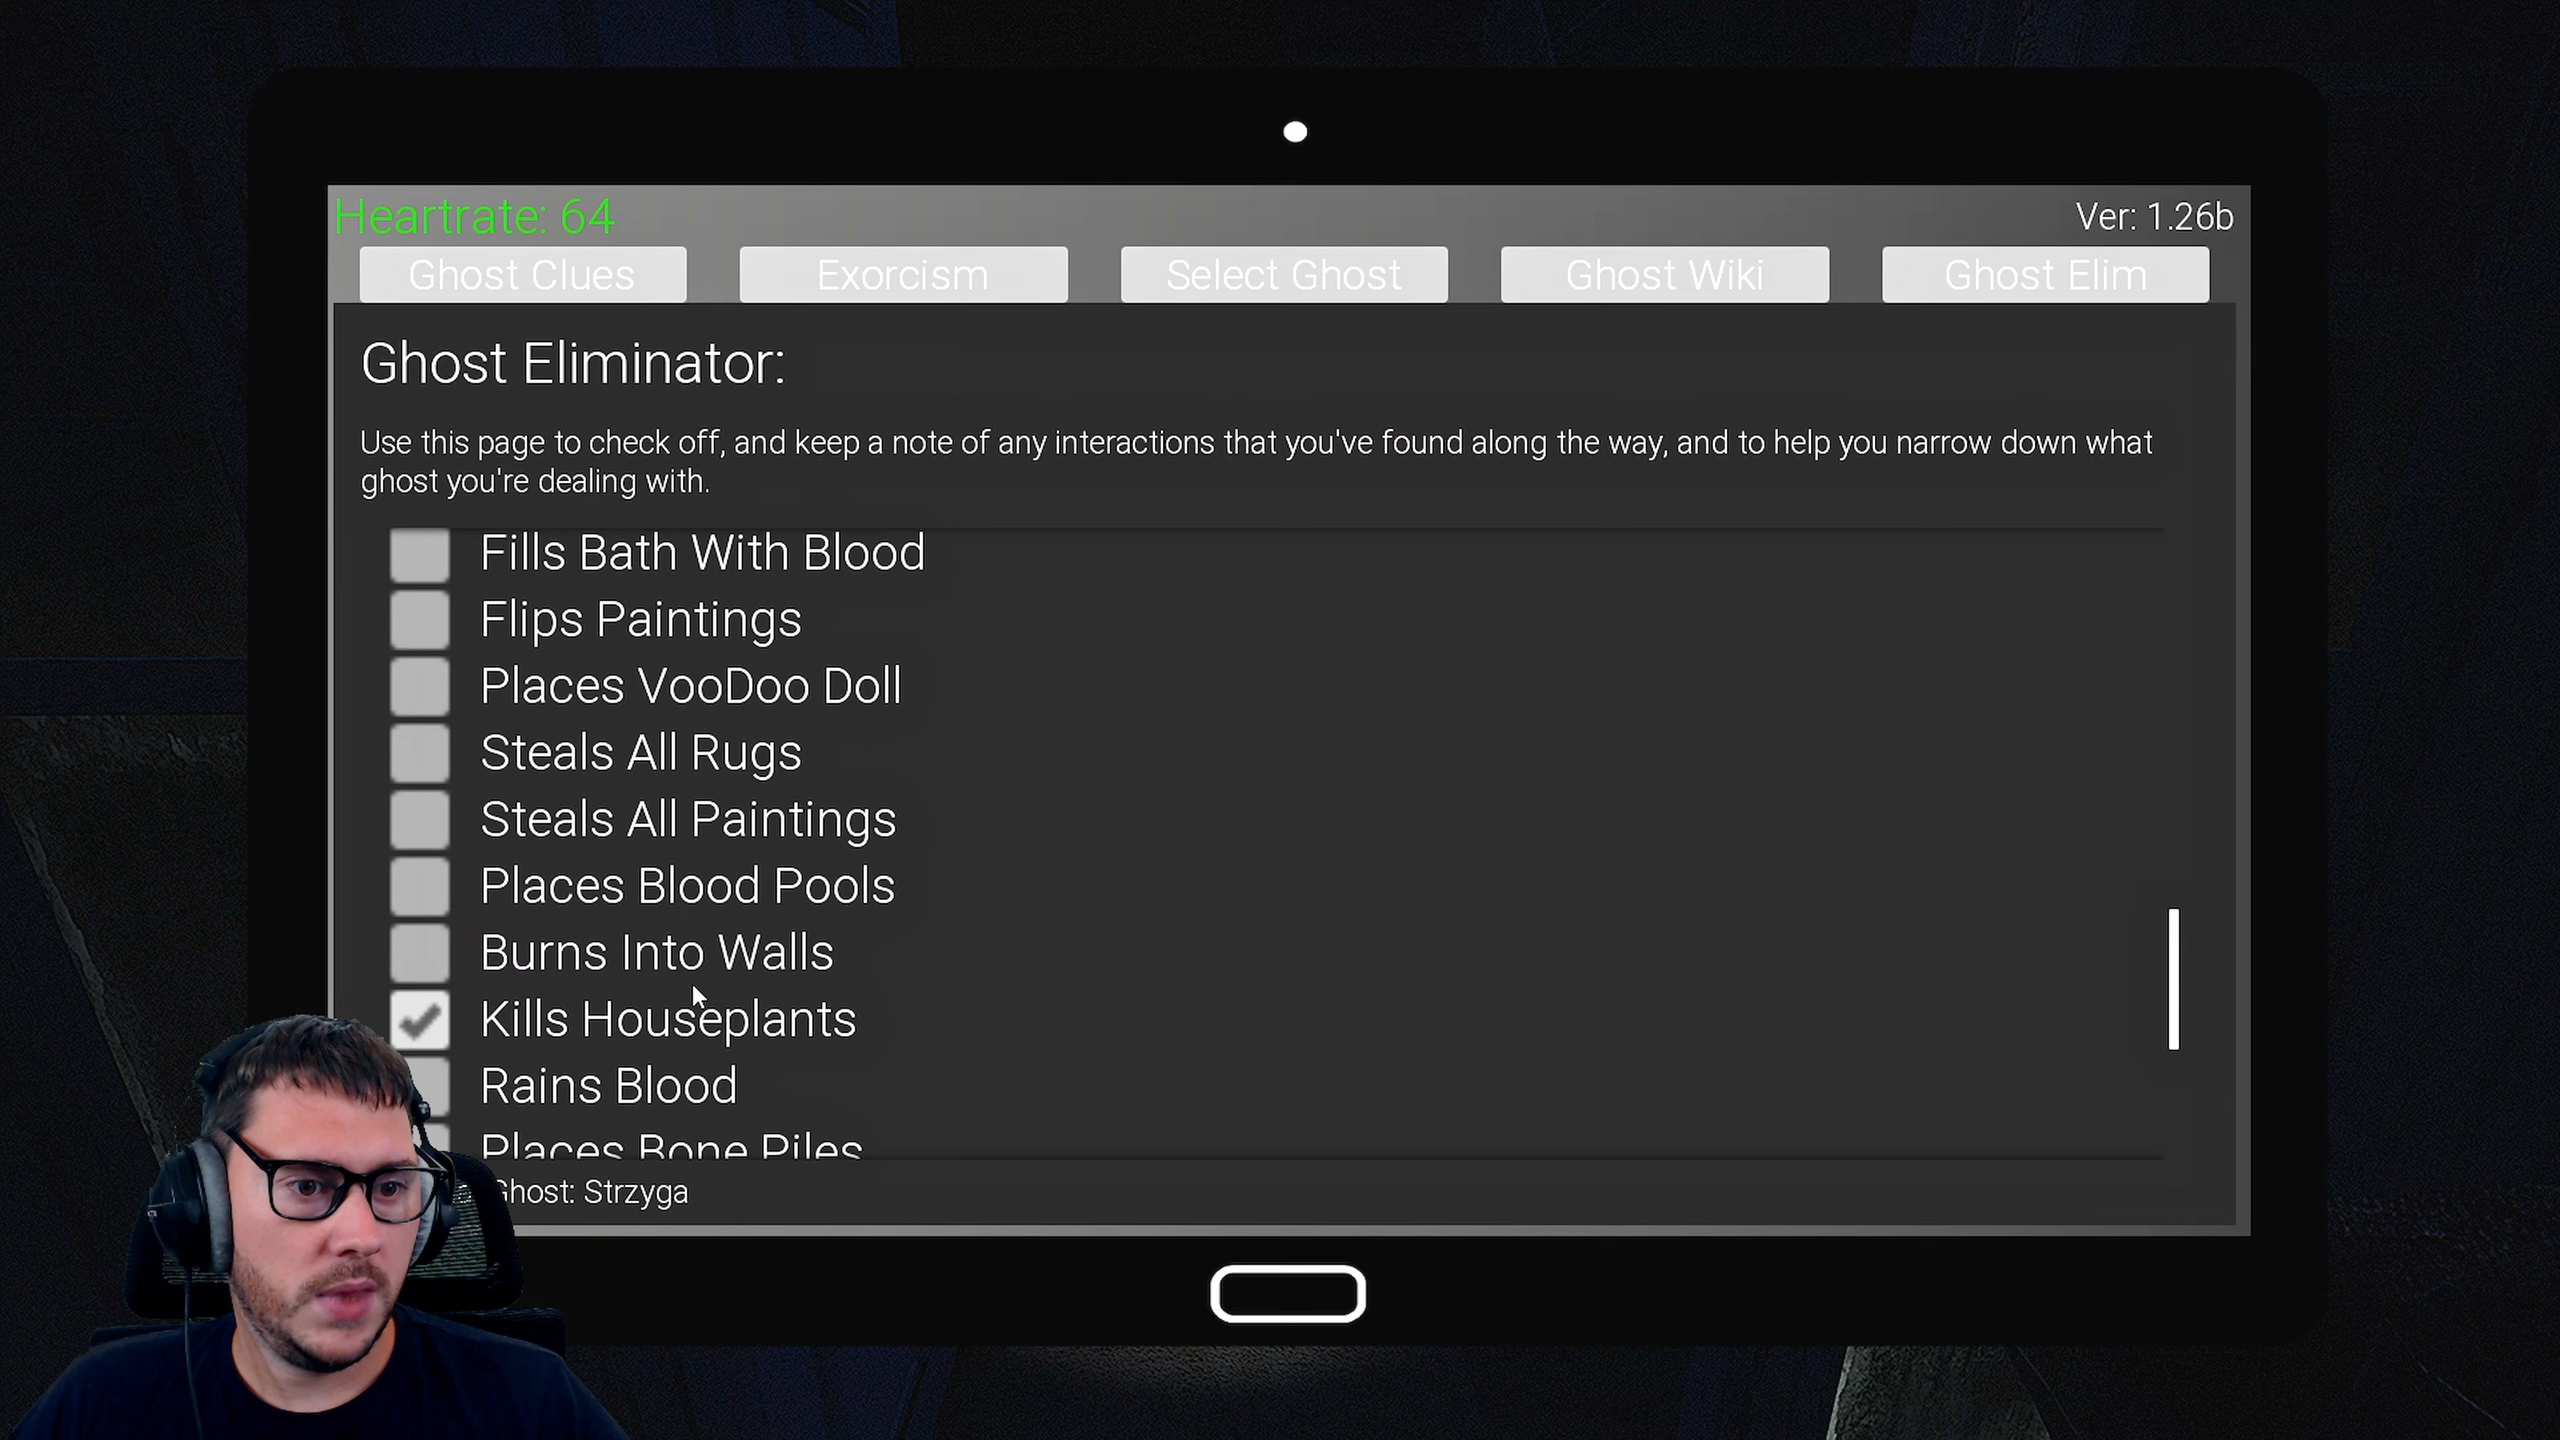 Heartrate: 64
Ver: 1.26b
Ghost Clues
Exorcism
Select Ghost
Ghost Wiki
Ghost Elim
Ghost Eliminator:
Use this page to check off, and keep a note of any interactions that you've found along the way, and to help you narrow down what
ghost you're dealing with.
Fills Bath With Blood
Flips Paintings
Places VooDoo Doll
Steals All Rugs
Steals All Paintings
Places Blood Pools
Burns Into Walls
Kills Houseplants
Rains Blood
Places Bone Piles
Ghost: Strzyga